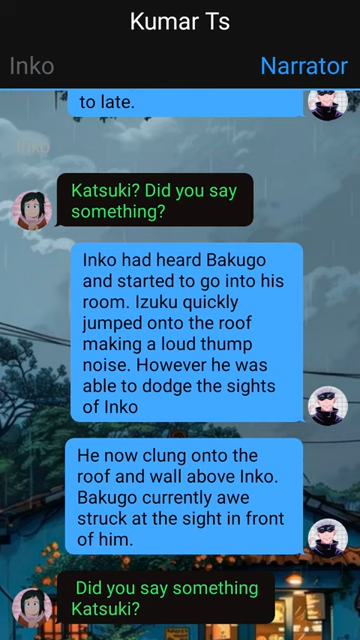 Kumar Ts
Inko
Narrator
to late.
Inko
Katsuki? Did you say
something?
Inko had heard Bakugo
and started to go into his
room. Izuku quickly
jumped onto the roof
making a loud thump
noise. However he was
able to dodge the sights
of Inko
He now clung onto the
roof and wall above Inko.
Bakugo currently awe
struck at the sight in front
of him.
Did you say something
Katsuki?